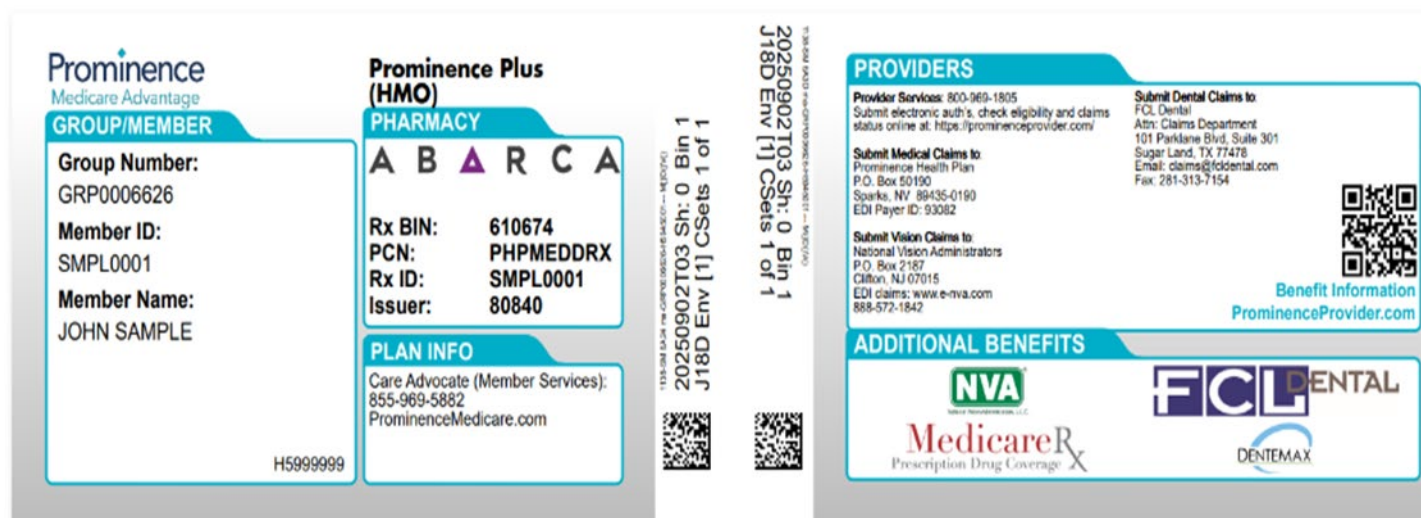 Prominence
Medicare Advantage
Prominence Plus
(HMO)
GROUP/MEMBER
Group Number:
GRP0006626
Member ID:
SMPL0001
Member Name:
JOHN SAMPLE
H5999999
PHARMACY
ABARCA
Rx BIN: 610674
PCN: PHPMEDDRX
Rx ID: SMPL0001
Issuer: 80840
PLAN INFO
Care Advocate (Member Services):
855-969-5882
ProminenceMedicare.com
20250902T03 Sh: 0 Bin 1
J18D Env [1] CSets 1 of 1
20250902T03 Sh: 0 Bin 1
J18D Env [1] CSets 1 of 1
PROVIDERS
Provider Services: 800-969-1805
Submit electronic auth's, check eligibility and claims
status online at: https://prominenceprovider.com/
Submit Medical Claims to:
Prominence Health Plan
P.O. Box 50190
Sparks, NV 89435-0190
EDI Payer ID: 93082
Submit Vision Claims to:
National Vision Administrators
P.O. Box 2187
Clifton, NJ 07015
EDI claims: www.e-nva.com
888-572-1842
Submit Dental Claims to:
FCL Dental
Attn: Claims Department
101 Parklane Blvd, Suite 301
Sugar Land, TX 77478
Email: claims@fcldental.com
Fax: 281-313-7154
Benefit Information
ProminenceProvider.com
ADDITIONAL BENEFITS
NVA
FCL DENTAL
MedicareRx
Prescription Drug Coverage
DENTEMAX